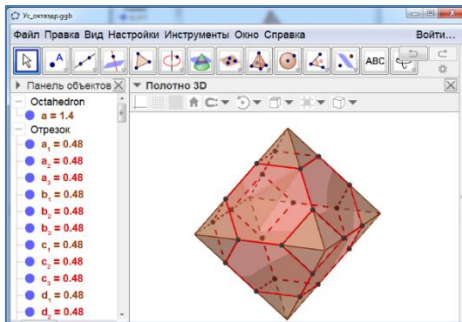 Ус_октаэдр.ggb
Файл Правка Вид Настройки Инструменты Окно Справка Войти...
ABC
Панель объектов
Полотно 3D
Octahedron
a = 1.4
Отрезок
a₁ = 0.48
a₂ = 0.48
a₃ = 0.48
b₁ = 0.48
b₂ = 0.48
b₃ = 0.48
c₁ = 0.48
c₂ = 0.48
c₃ = 0.48
d₁ = 0.48
d₂ = 0.48